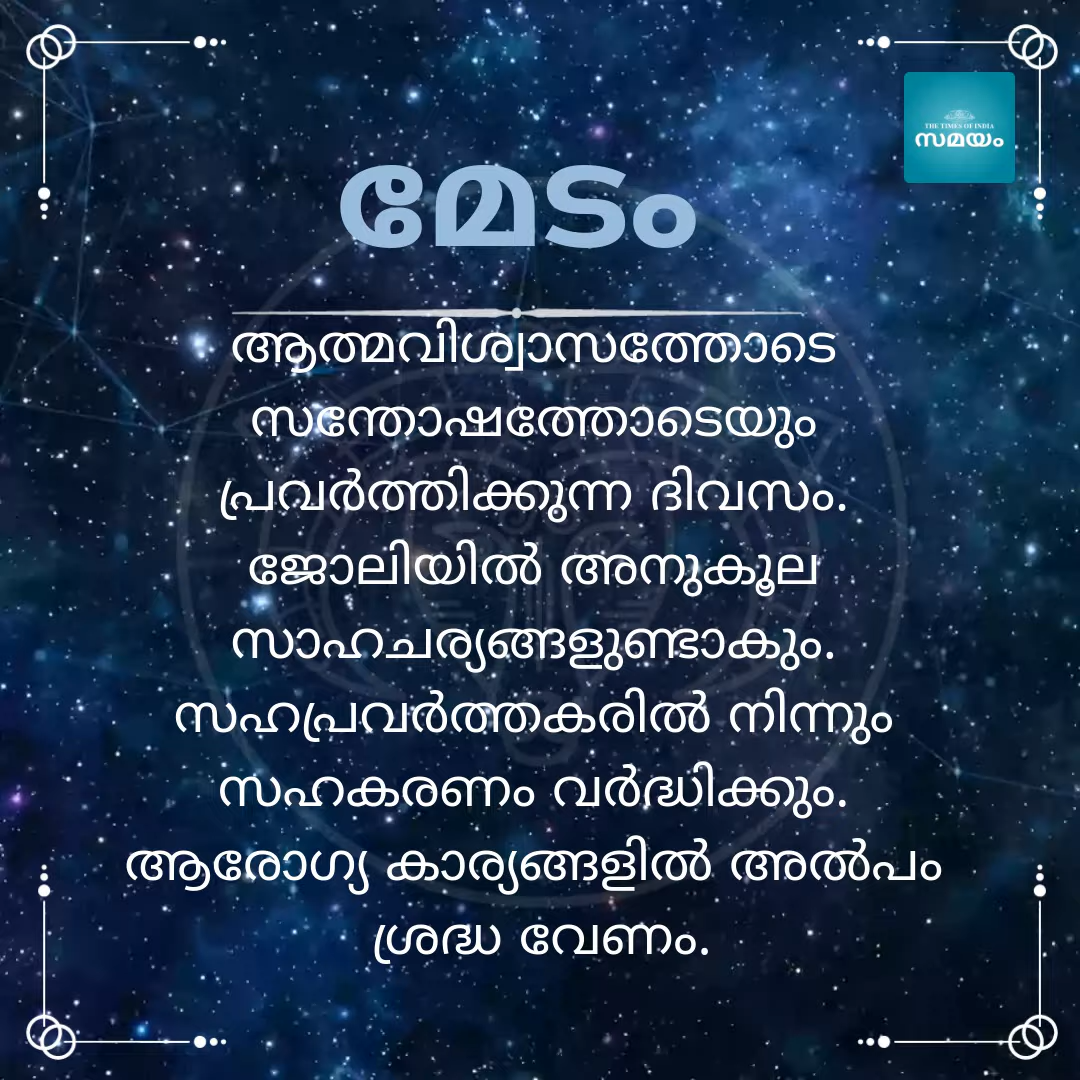 THE TIMES OF INDIA
സമയം
മേടം
ആത്മവിശ്വാസത്തോടെ
സന്തോഷത്തോടെയും
പ്രവർത്തിക്കുന്ന ദിവസം.
ജോലിയിൽ അനുകൂല
സാഹചര്യങ്ങളുണ്ടാകും.
സഹപ്രവർത്തകരിൽ നിന്നും
സഹകരണം വർദ്ധിക്കും.
ആരോഗ്യ കാര്യങ്ങളിൽ അൽപം
ശ്രദ്ധ വേണം.